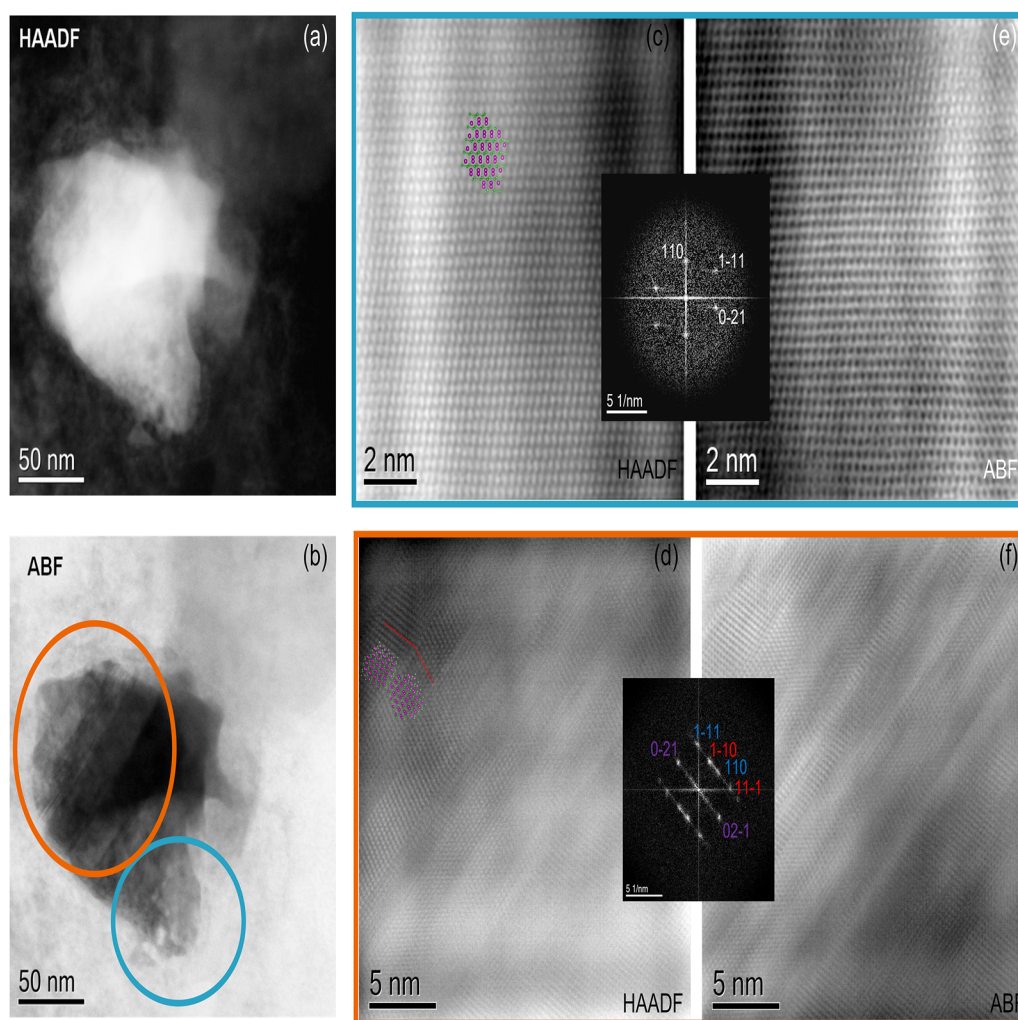 HAADF
(a)
50 nm
(c)
2 nm
HAADF
(e)
2 nm
ABF
110
1-11
0-21
5 1/nm
ABF
(b)
50 nm
(d)
5 nm
HAADF
(f)
5 nm
ABF
1-11
0-21
1-10
110
11-1
02-1
5 1/nm